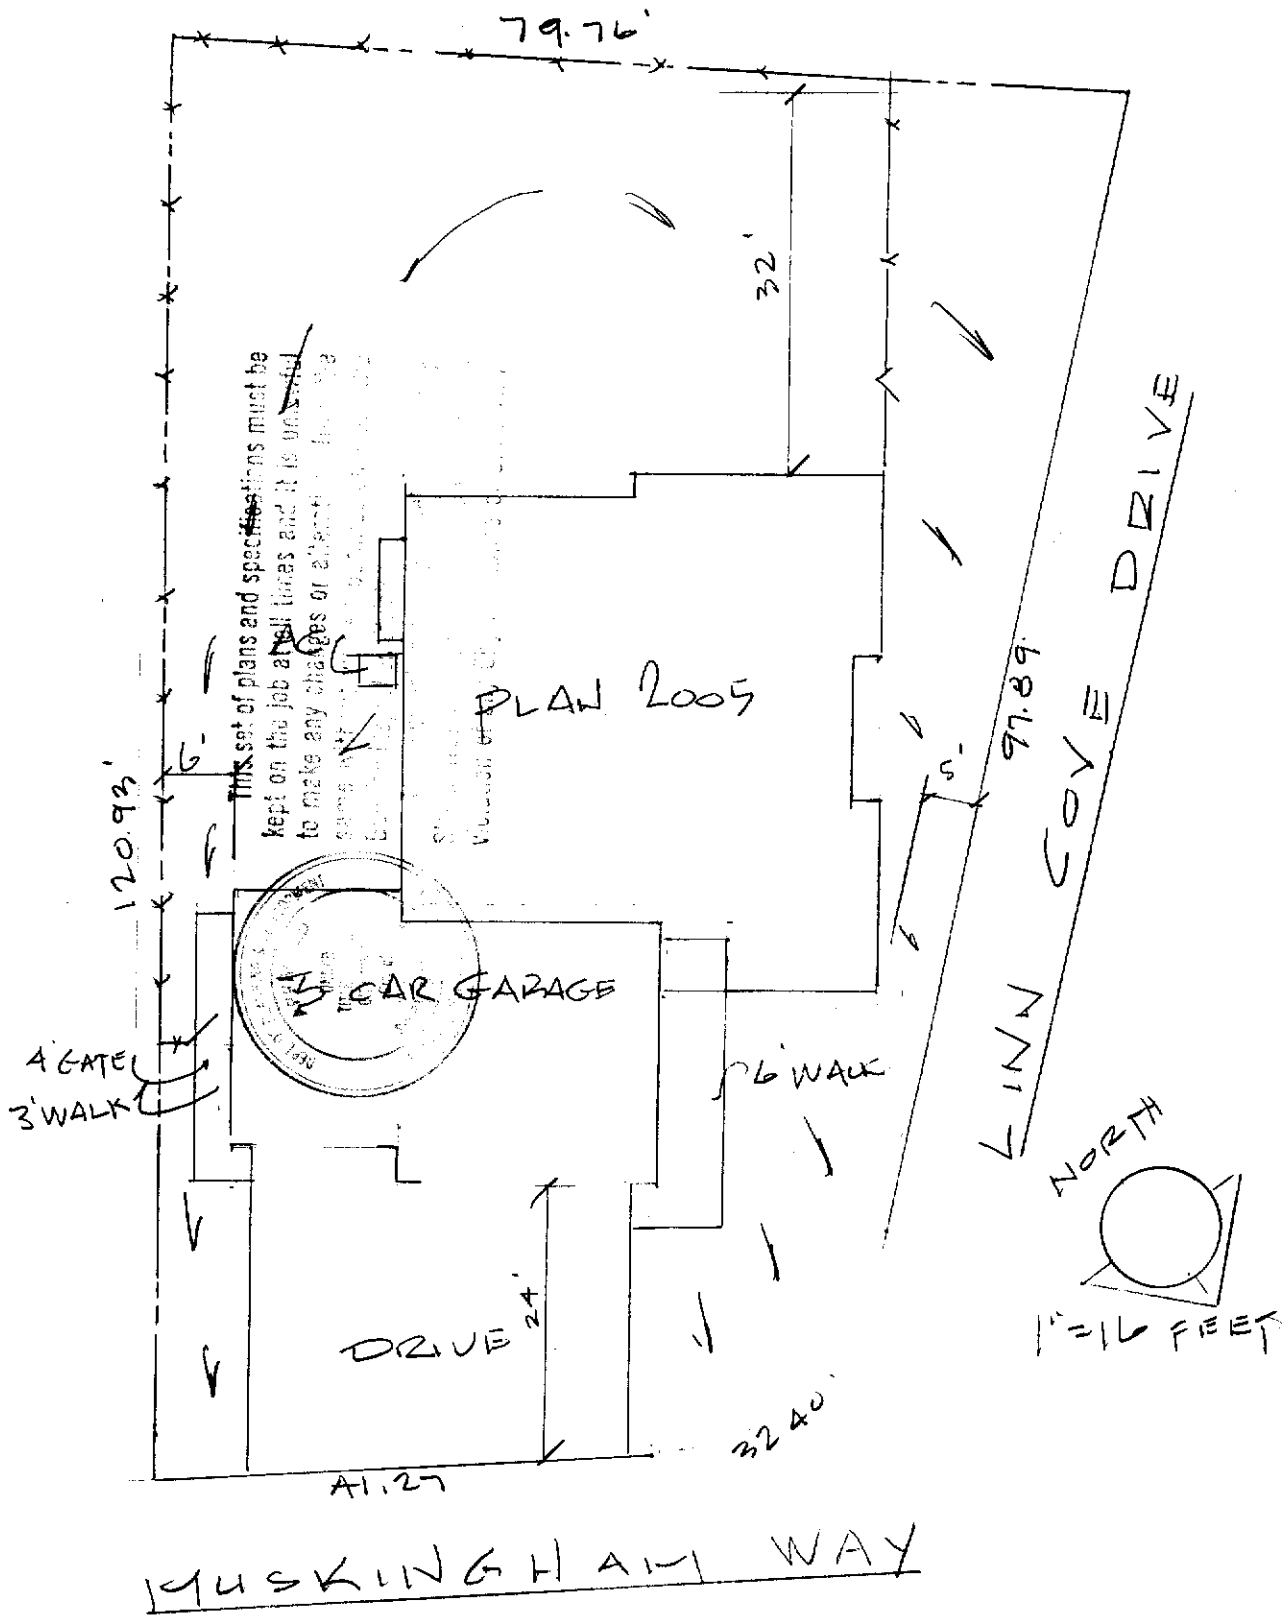 79.76'
32'
This set of plans and specifications must be
kept on the job at all times and it is unlawful
to make any changes or
AC
PLAN 2005
6'
5'
97.89
INN COVE DRIVE
120.93'
3 CAR GARAGE
4' GATE
3' WALK
6' WALK
NORTH
1" = 16 FEET
24'
DRIVE
32.40'
41.27
MUSKINGHAM WAY